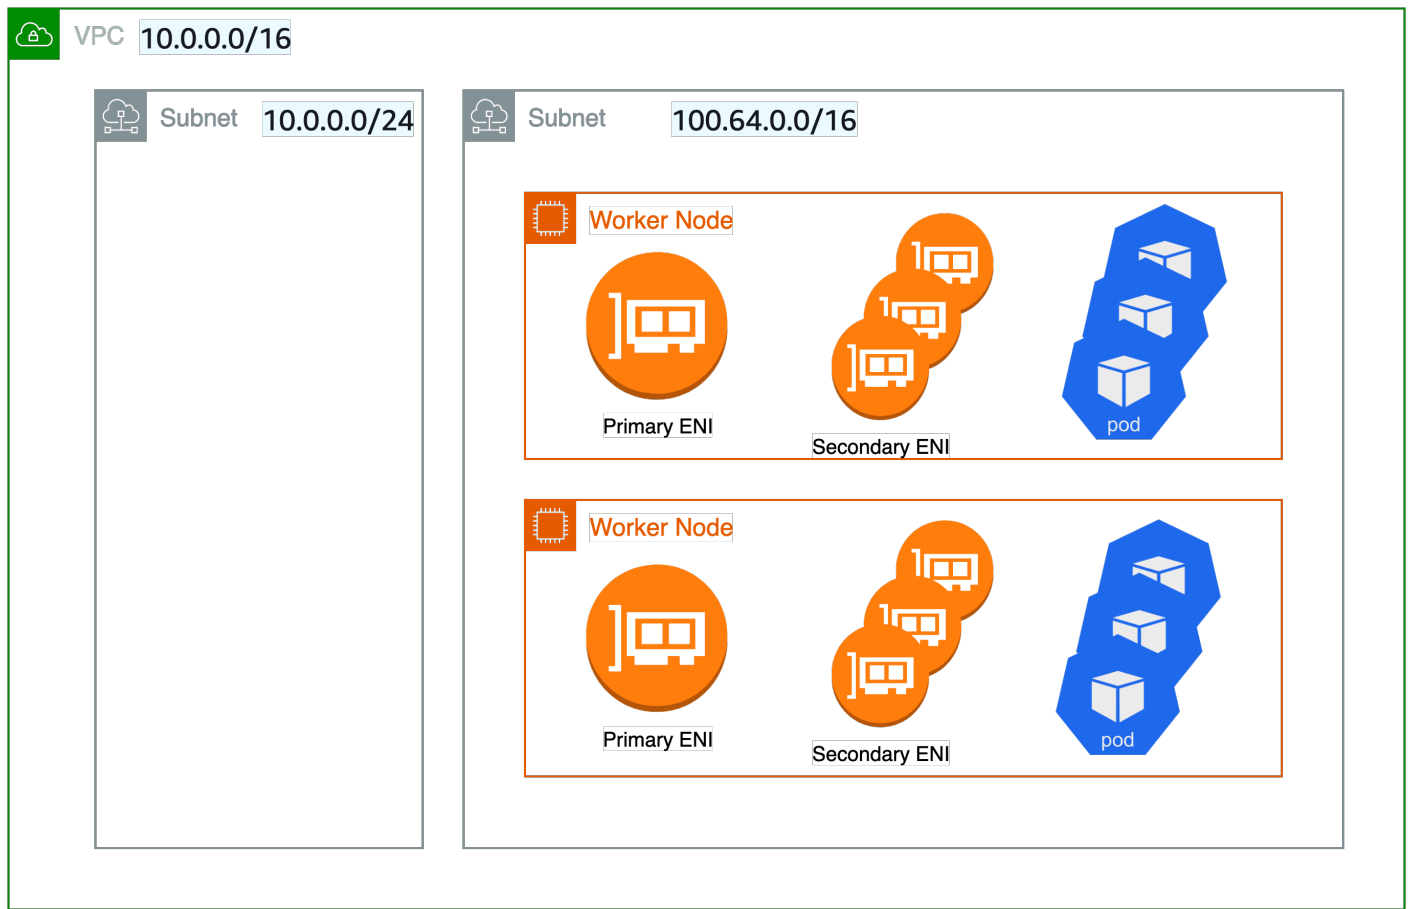 VPC 10.0.0.0/16
Subnet 10.0.0.0/24
Subnet 100.64.0.0/16
Worker Node
Primary ENI
Secondary ENI
pod
Worker Node
Primary ENI
Secondary ENI
pod